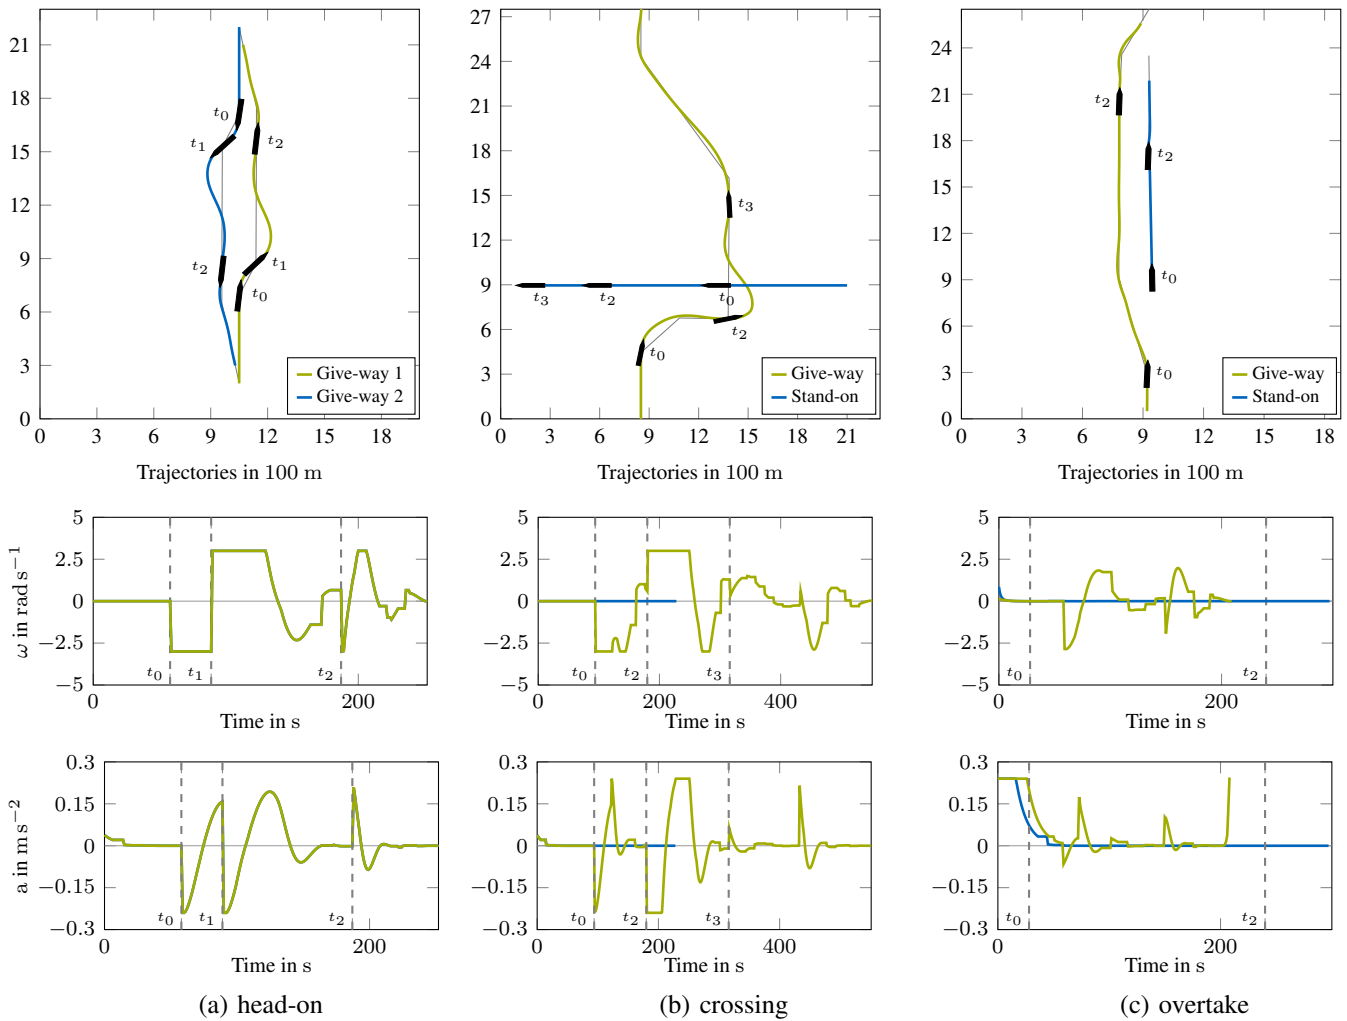 21
18
15
12
9
6
3
0
t0
t1
t2
t2
t1
t0
Give-way 1
Give-way 2
0 3 6 9 12 15 18
Trajectories in 100 m
27
24
21
18
15
12
9
6
3
0
t3
t3 t2 t0
t2
t0
Give-way
Stand-on
0 3 6 9 12 15 18 21
Trajectories in 100 m
24
21
18
15
12
9
6
3
0
t2
t2
t0
t0
Give-way
Stand-on
0 3 6 9 12 15 18
Trajectories in 100 m
ω in rad s−1
5
2.5
0
−2.5
−5
t0 t1 t2
0 200
Time in s
5
2.5
0
−2.5
−5
t0 t2 t3
0 200 400
Time in s
5
2.5
0
−2.5
−5
t0 t2
0 200
Time in s
a in m s−2
0.3
0.15
0
−0.15
−0.3
t0 t1 t2
0 200
Time in s
0.3
0.15
0
−0.15
−0.3
t0 t2 t3
0 200 400
Time in s
0.3
0.15
0
−0.15
−0.3
t0 t2
0 200
Time in s
(a) head-on
(b) crossing
(c) overtake